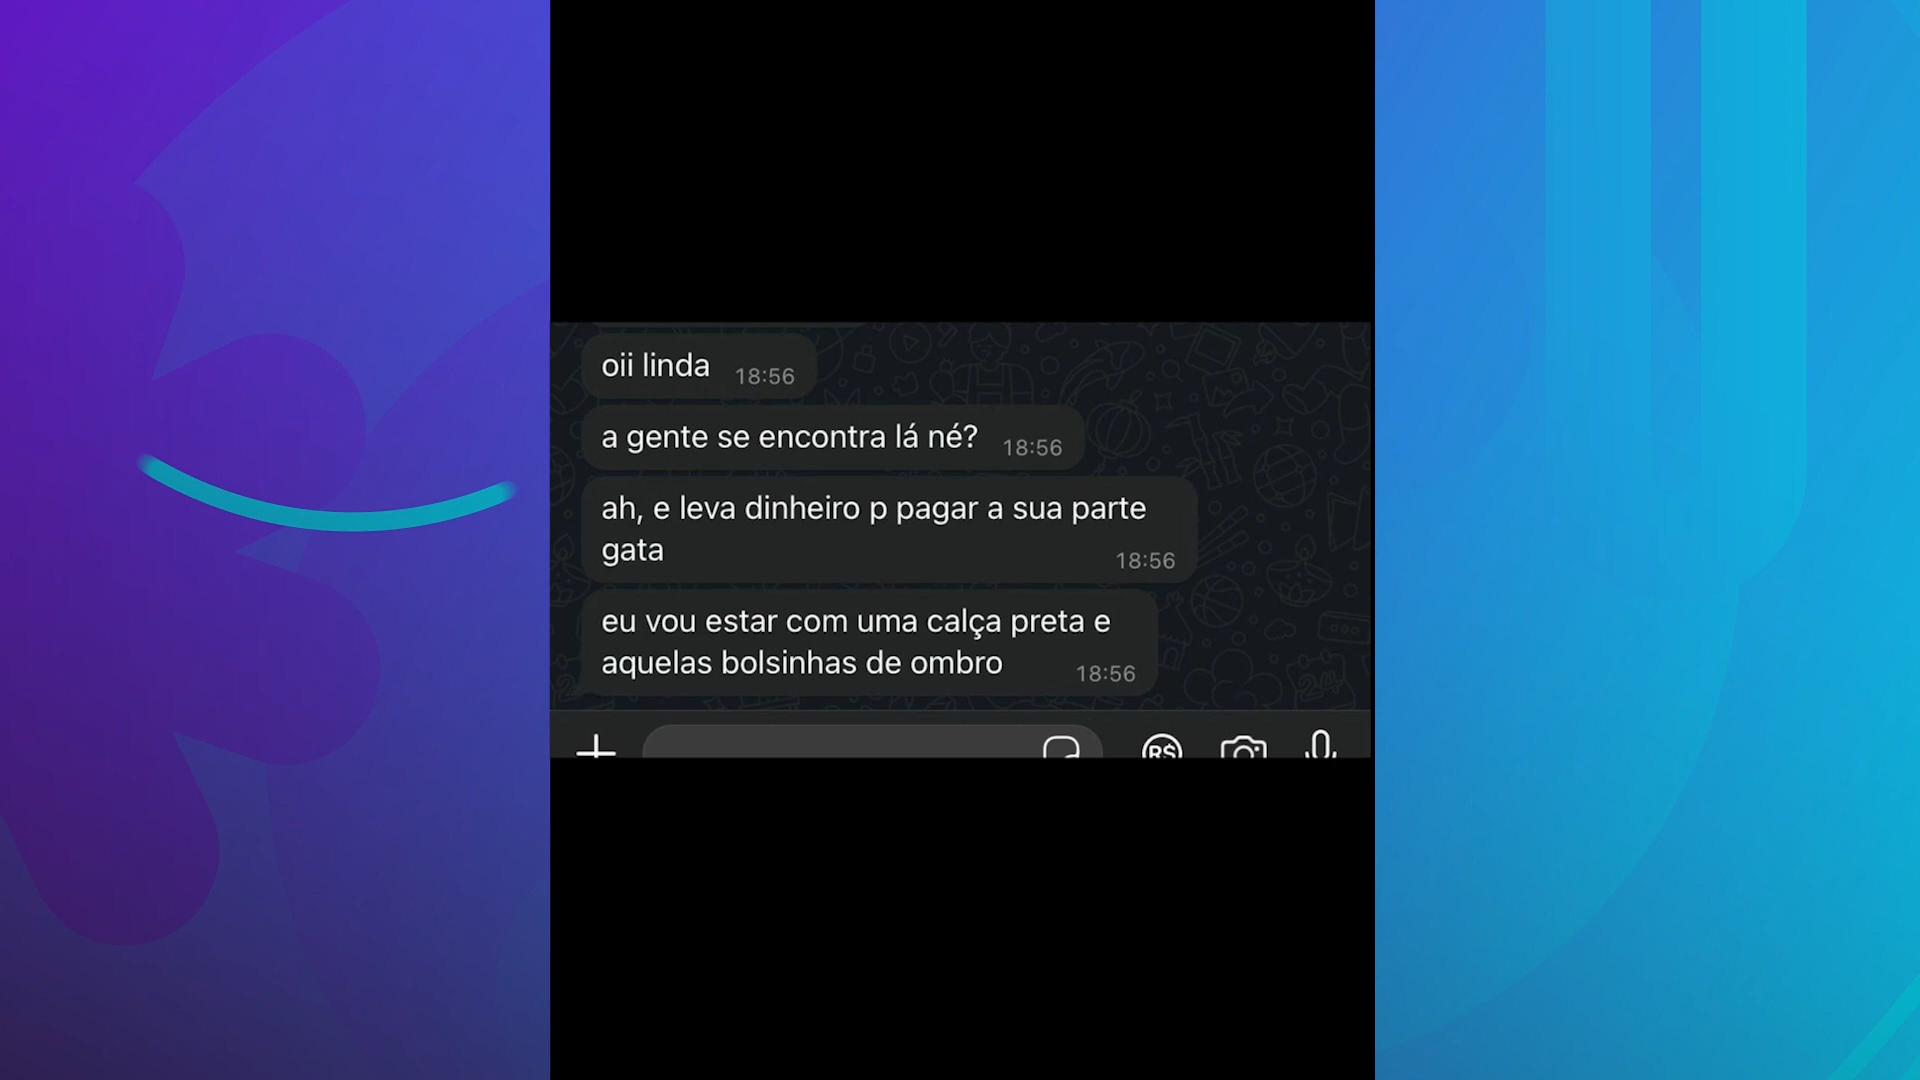 oii linda 18:56
a gente se encontra lá né? 18:56
ah, e leva dinheiro p pagar a sua parte
gata 18:56
eu vou estar com uma calça preta e
aquelas bolsinhas de ombro 18:56
R$